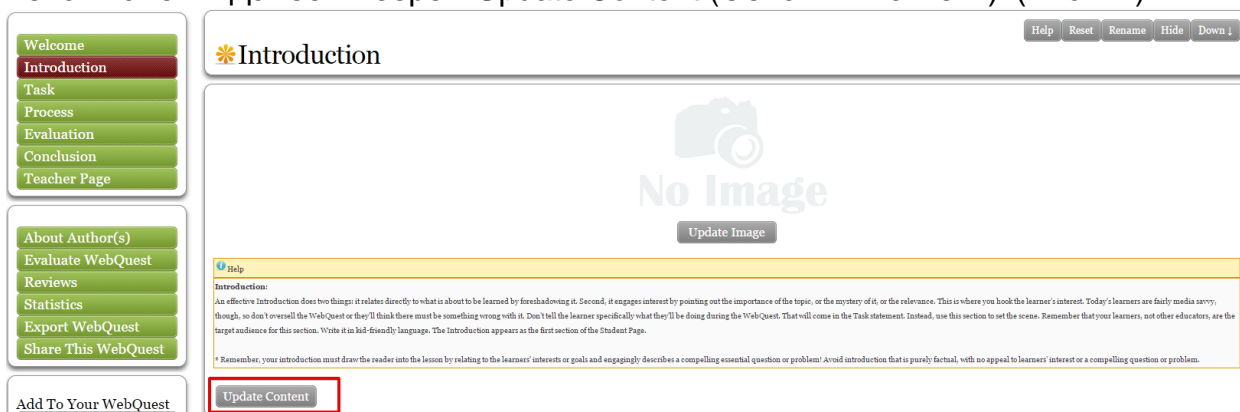 Welcome
Introduction
Task
Process
Evaluation
Conclusion
Teacher Page
About Author(s)
Evaluate WebQuest
Reviews
Statistics
Export WebQuest
Share This WebQuest
Add To Your WebQuest
Help Reset Rename Hide Down ↓
Introduction
No Image
Update Image
Help
Introduction:
An effective Introduction does two things: it relates directly to what is about to be learned by foreshadowing it. Second, it engages interest by pointing out the importance of the topic, or the mystery of it, or the relevance. This is where you hook the learner's interest. Today's learners are fairly media savvy,
though, so don't oversell the WebQuest or they'll think there must be something wrong with it. Don't tell the learner specifically what they'll be doing during the WebQuest. That will come in the Task statement. Instead, use this section to set the scene. Remember that your learners, not other educators, are the
target audience for this section. Write it in kid-friendly language. The Introduction appears as the first section of the Student Page.
* Remember, your introduction must draw the reader into the lesson by relating to the learners' interests or goals and engagingly describes a compelling essential question or problem! Avoid introduction that is purely factual, with no appeal to learners' interest or a compelling question or problem.
Update Content